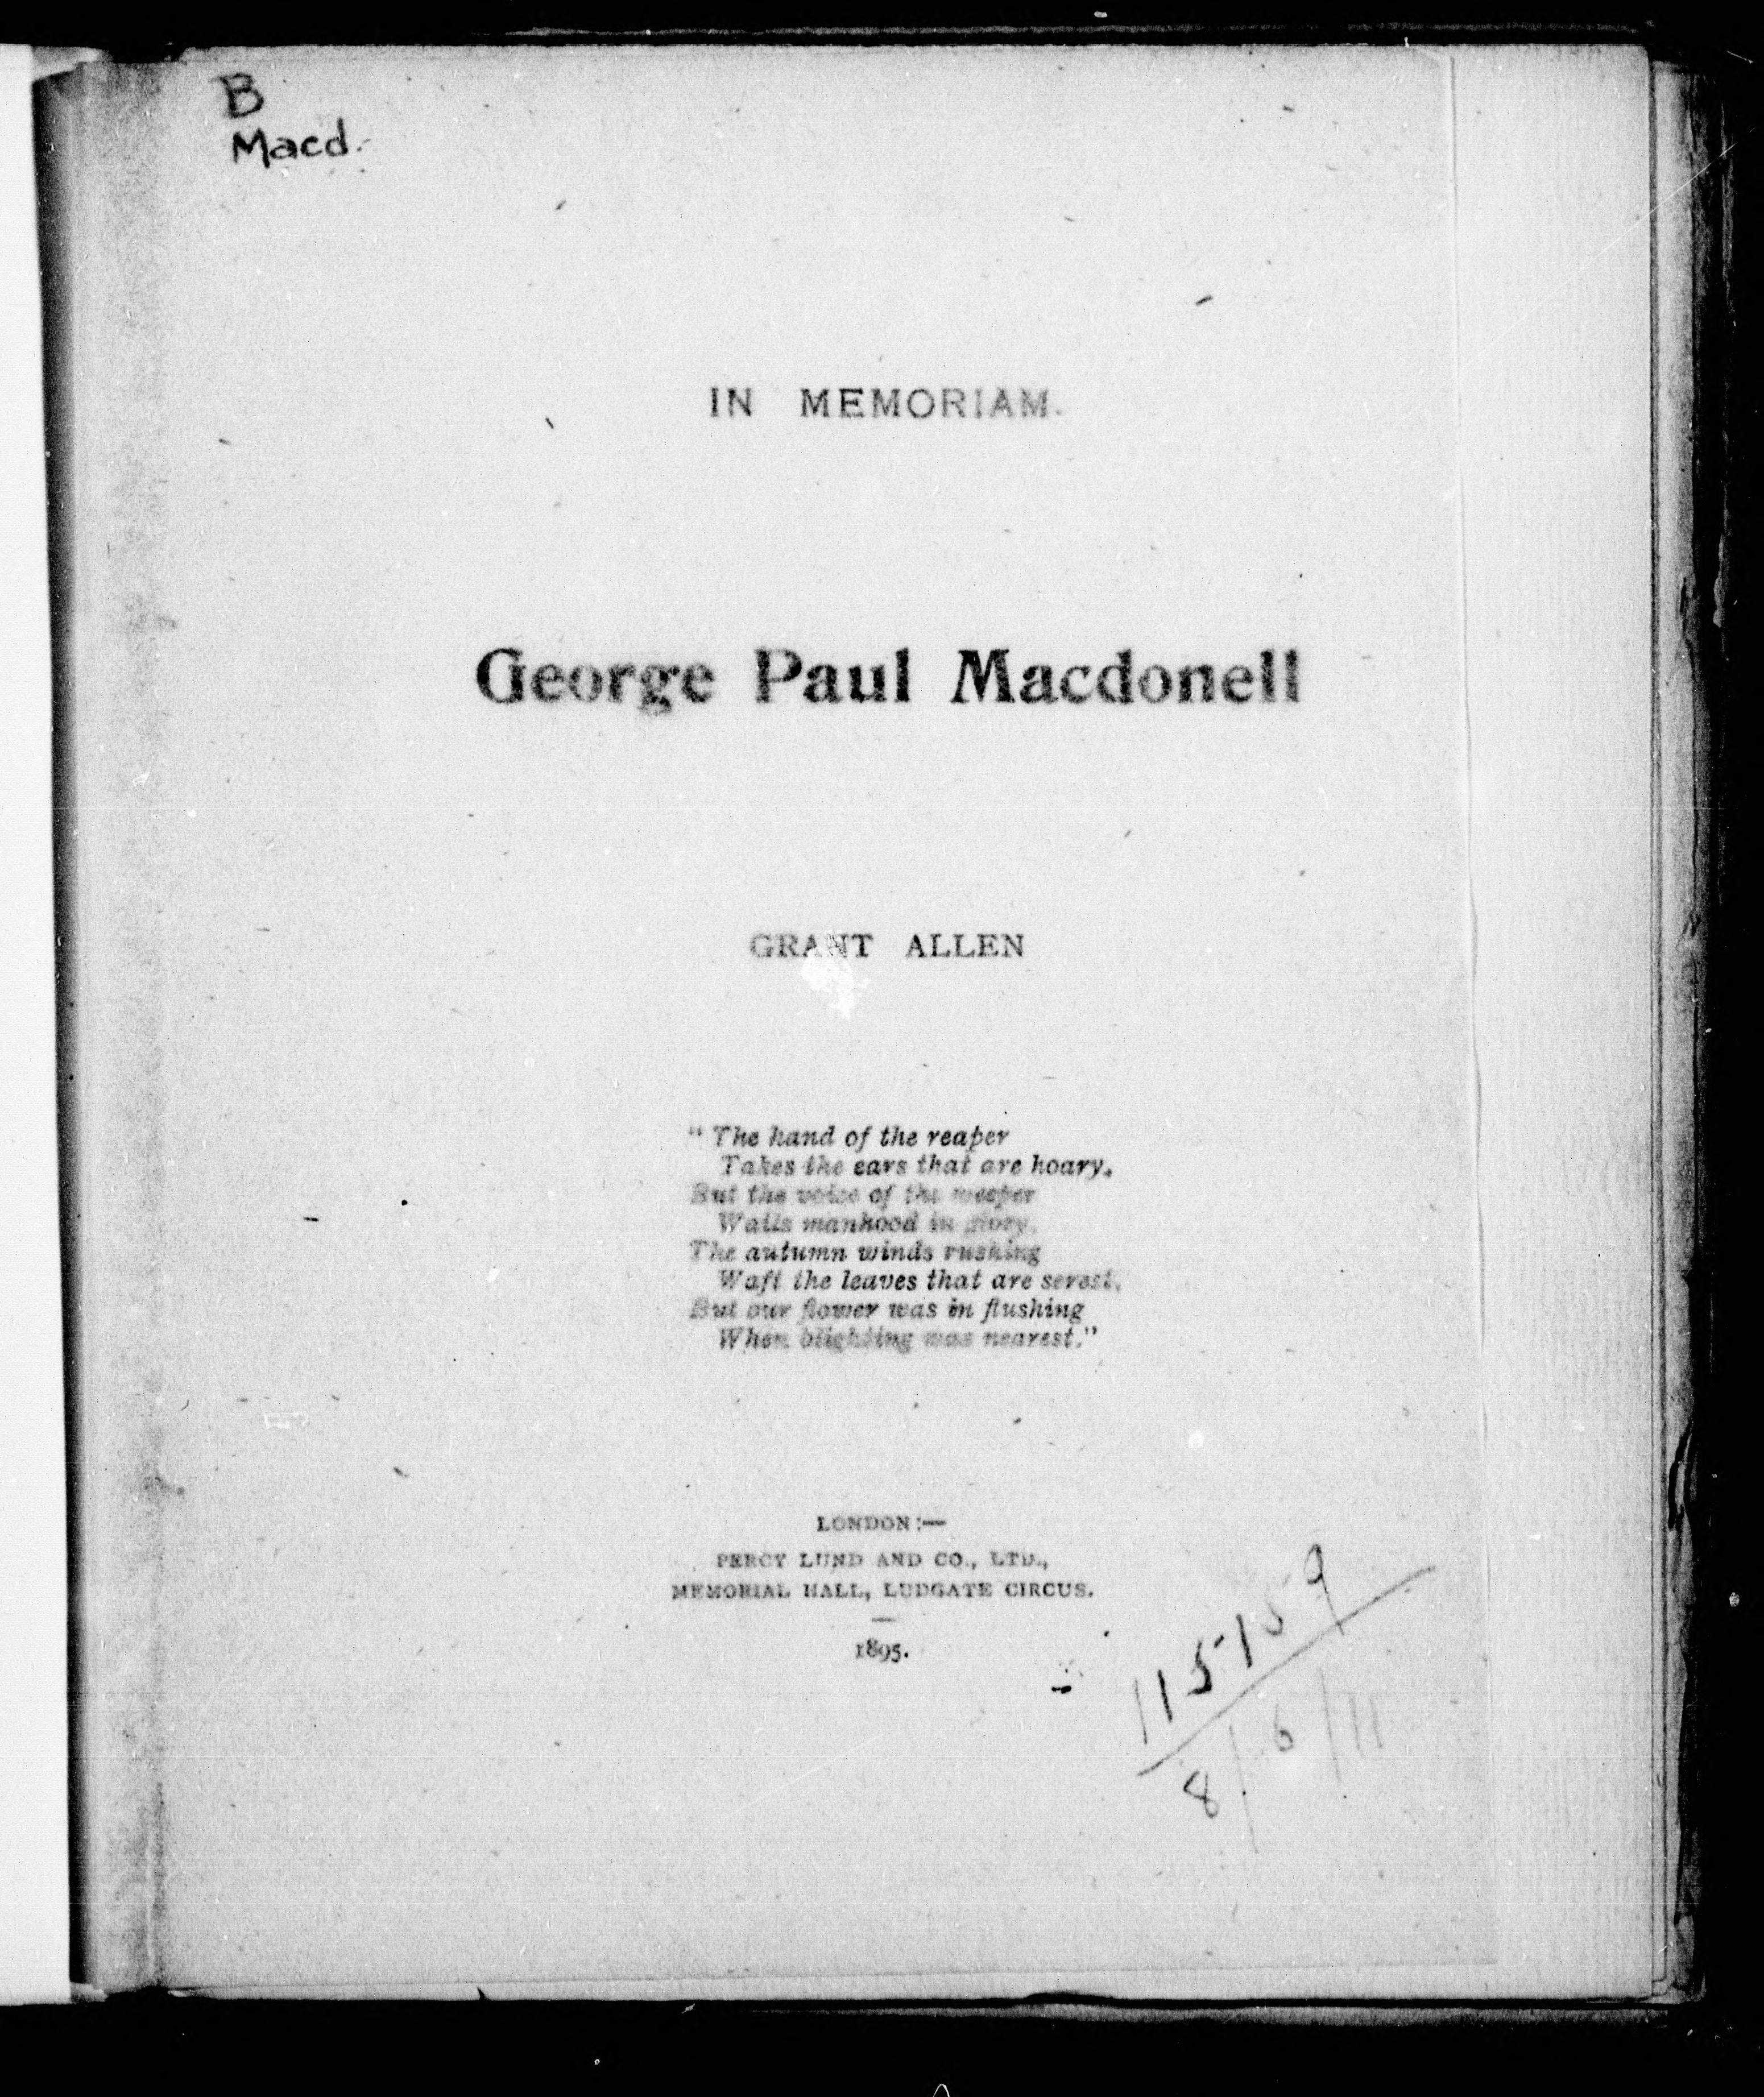 B
Macd.
IN MEMORIAM.
George Paul Macdonell
GRANT ALLEN
“The hand of the reaper
Takes the ears that are hoary,
But the voice of the weeper
Wails manhood in glory.
The autumn winds rushing
Waft the leaves that are serest,
But our flower was in flushing
When blighting was nearest.”
LONDON:—
PERCY LUND AND CO., LTD.,
MEMORIAL HALL, LUDGATE CIRCUS.
1895.
115159
8/6/11